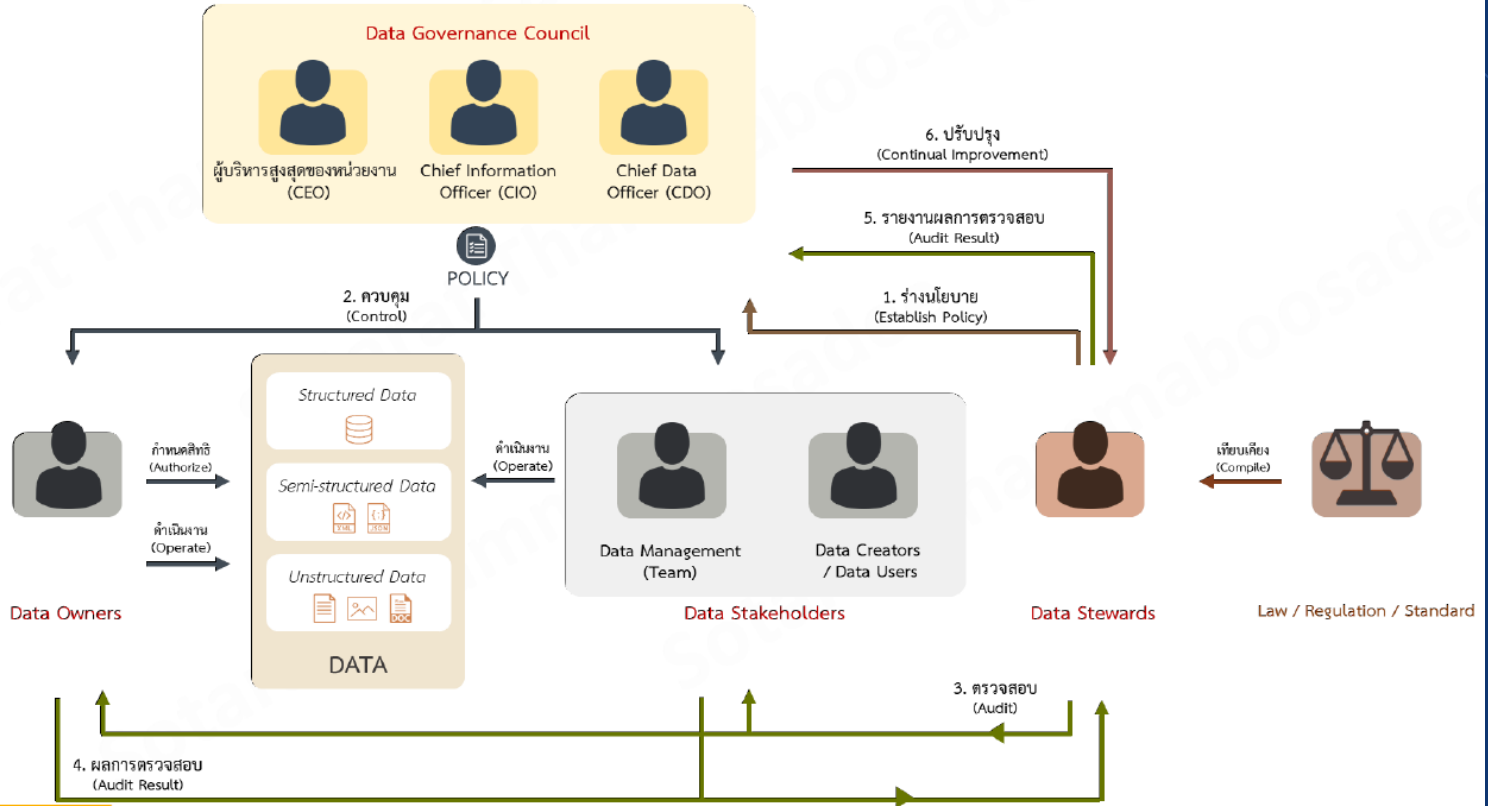 Data Governance Council
ผู้บริหารสูงสุดของหน่วยงาน
(CEO)
Chief Information
Officer (CIO)
Chief Data
Officer (CDO)
6. ปรับปรุง
(Continual Improvement)
5. รายงานผลการตรวจสอบ
(Audit Result)
POLICY
2. ควบคุม
(Control)
1. ร่างนโยบาย
(Establish Policy)
กำหนดสิทธิ
(Authorize)
ดำเนินงาน
(Operate)
Data Owners
Structured Data
Semi-structured Data
XML
JSON
Unstructured Data
DOC
DATA
ดำเนินงาน
(Operate)
Data Management
(Team)
Data Creators
/ Data Users
Data Stakeholders
Data Stewards
เทียบเคียง
(Compile)
Law / Regulation / Standard
3. ตรวจสอบ
(Audit)
4. ผลการตรวจสอบ
(Audit Result)